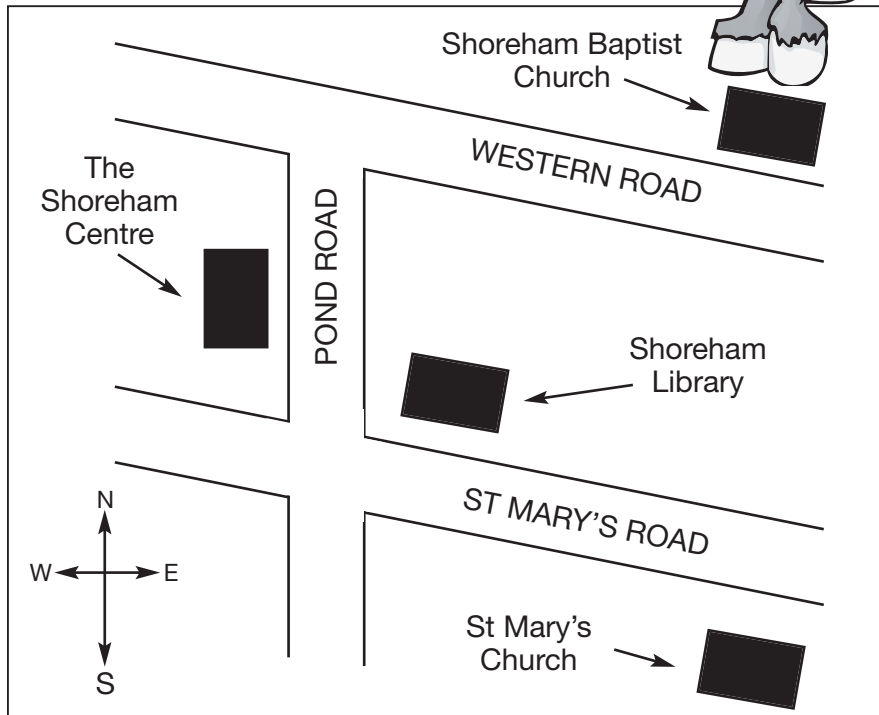 Shoreham Baptist
Church
WESTERN ROAD
The
Shoreham
Centre
POND ROAD
Shoreham
Library
ST MARY'S ROAD
N
W
E
S
St Mary's
Church